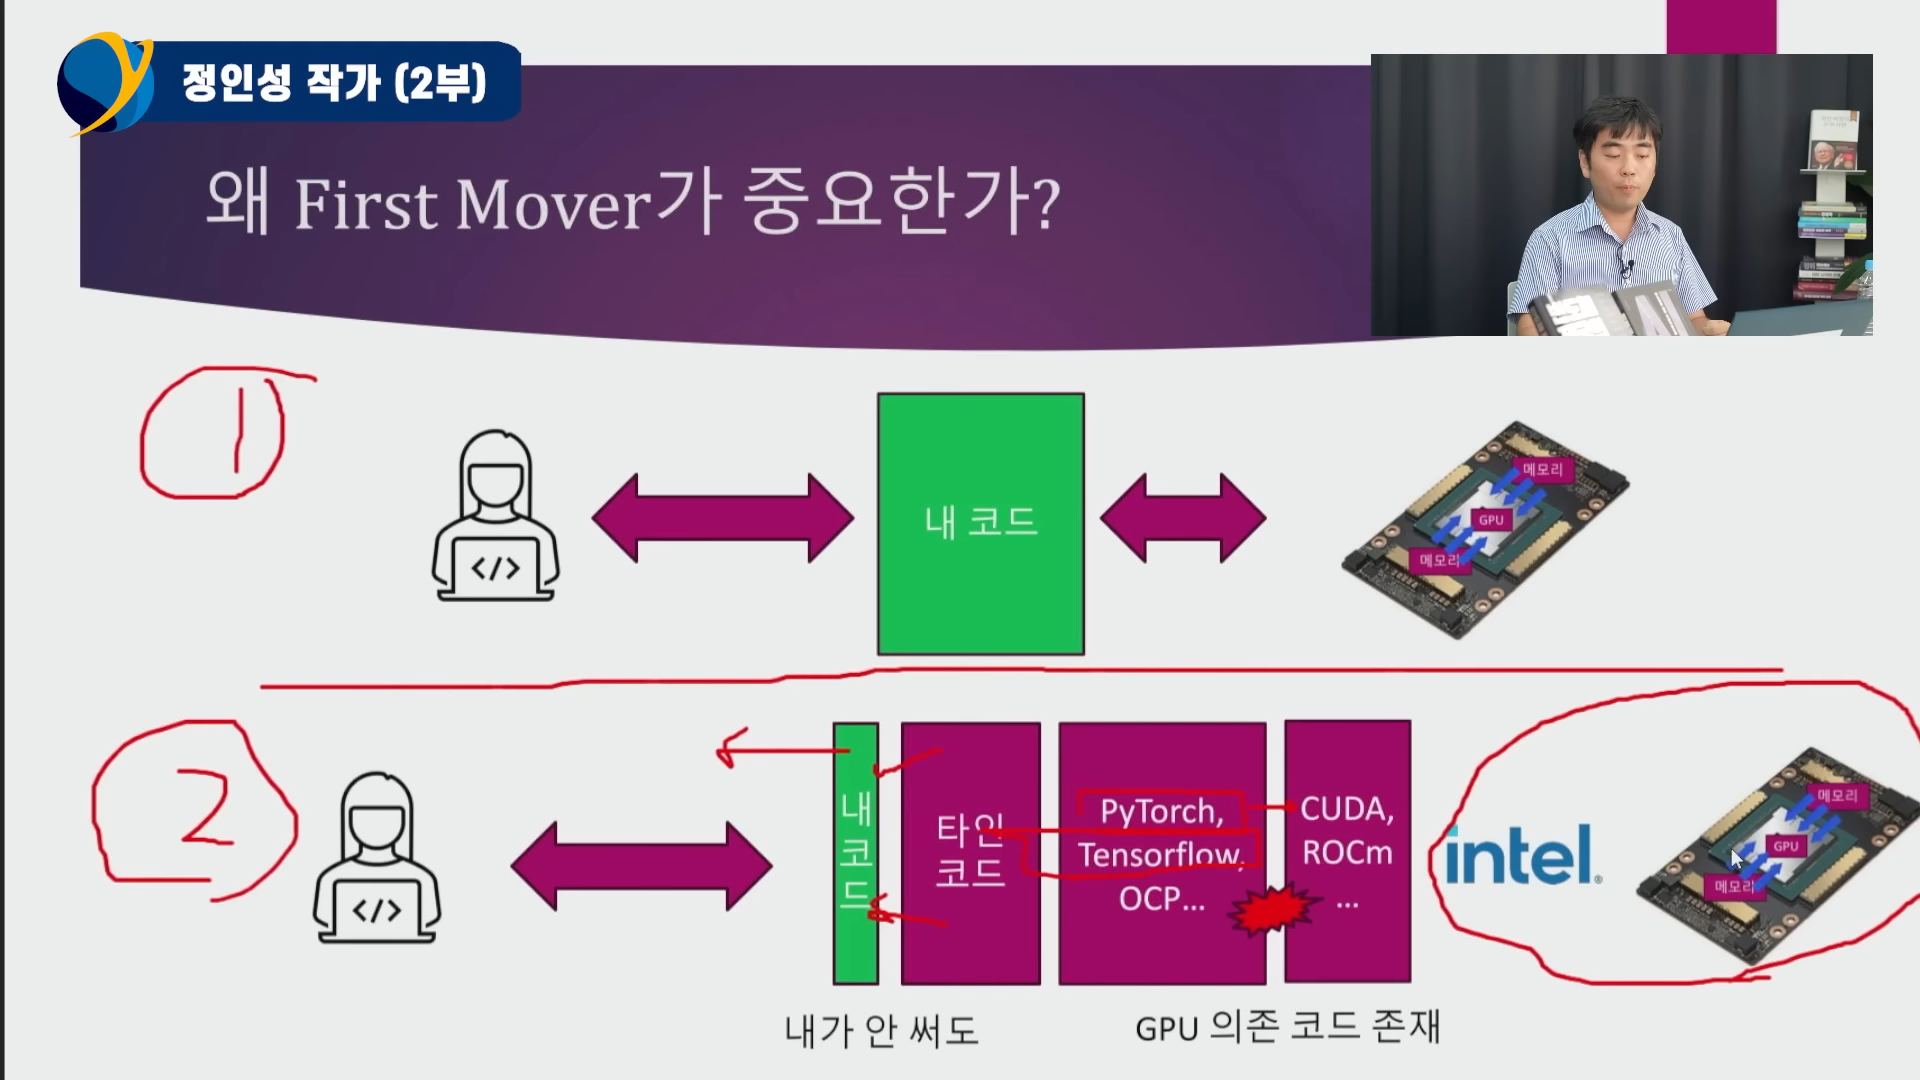 정인성 작가 (2부)
왜 First Mover가 중요한가?
1
내 코드
메모리
GPU
메모리
</>
2
내
코
드
타인
코드
PyTorch,
Tensorflow,
OCP...
CUDA,
ROCm
...
intel
메모리
GPU
메모리
</>
내가 안 써도
GPU 의존 코드 존재